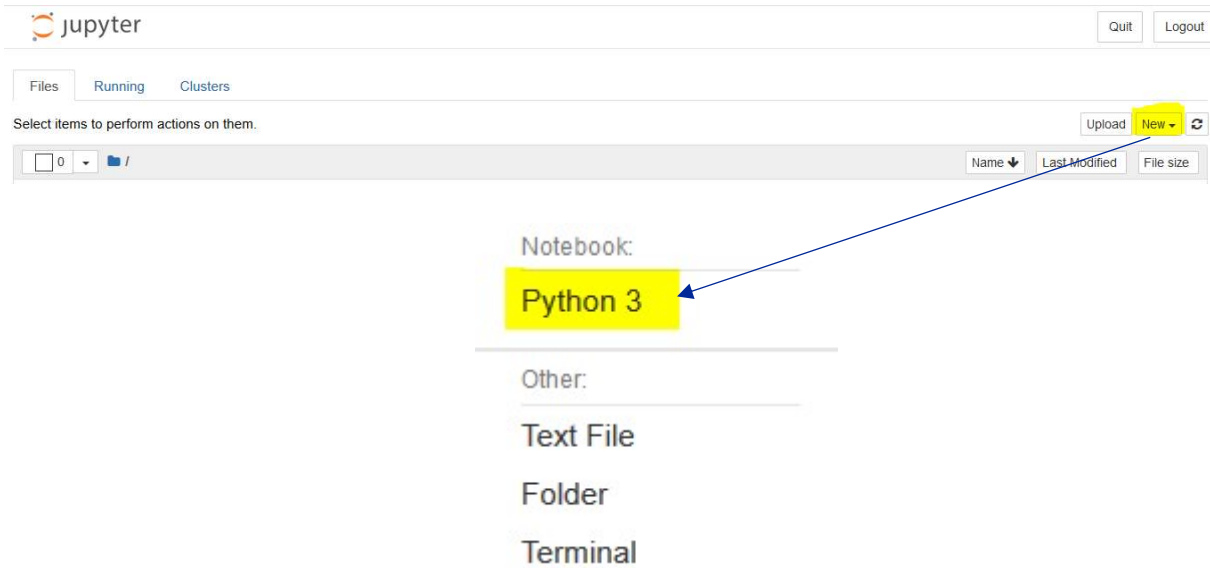 jupyter
Quit Logout
Files Running Clusters
Select items to perform actions on them.
Upload New
0 / Name Last Modified File size
Notebook:
Python 3
Other:
Text File
Folder
Terminal